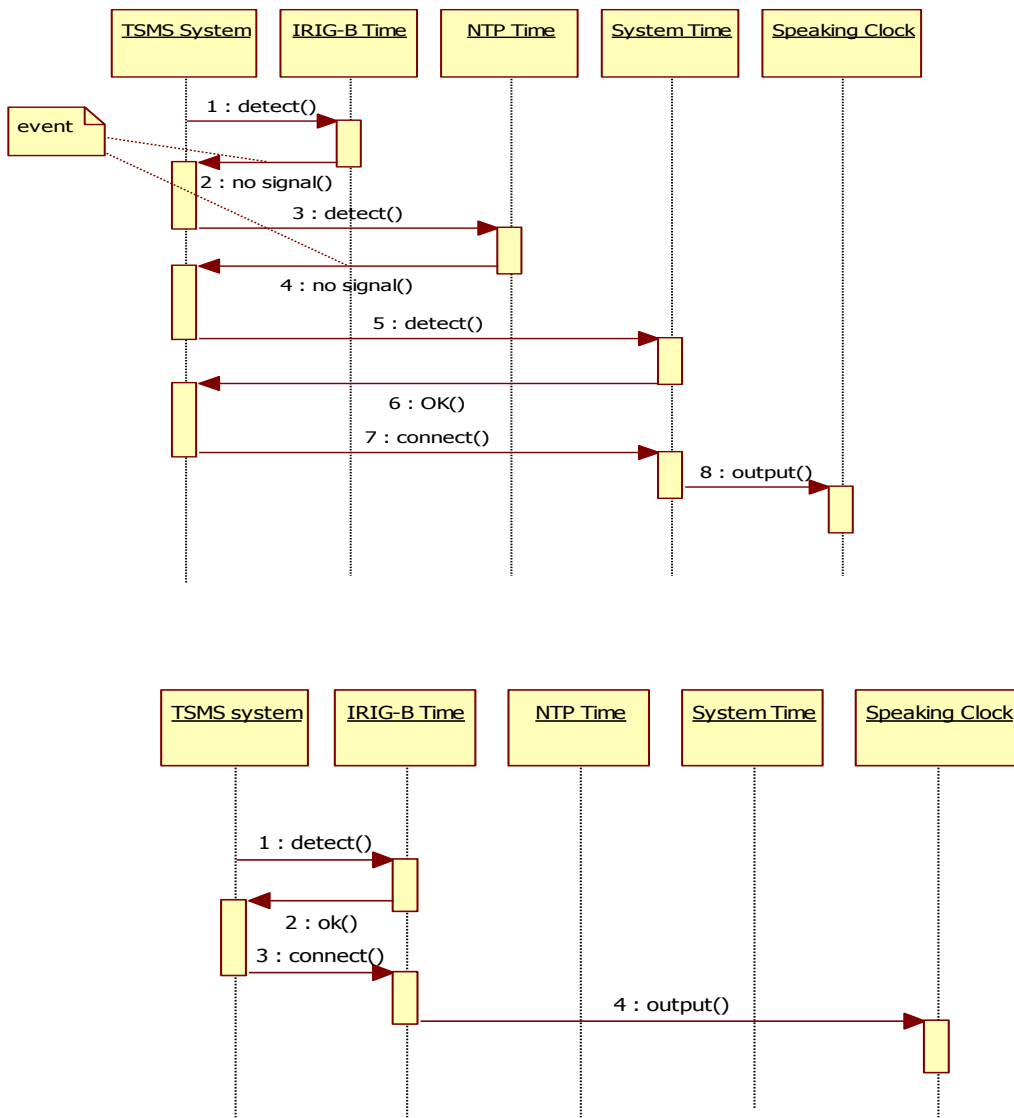 TSMS System
IRIG-B Time
NTP Time
System Time
Speaking Clock
event
1 : detect()
2 : no signal()
3 : detect()
4 : no signal()
5 : detect()
6 : OK()
7 : connect()
8 : output()
TSMS system
IRIG-B Time
NTP Time
System Time
Speaking Clock
1 : detect()
2 : ok()
3 : connect()
4 : output()